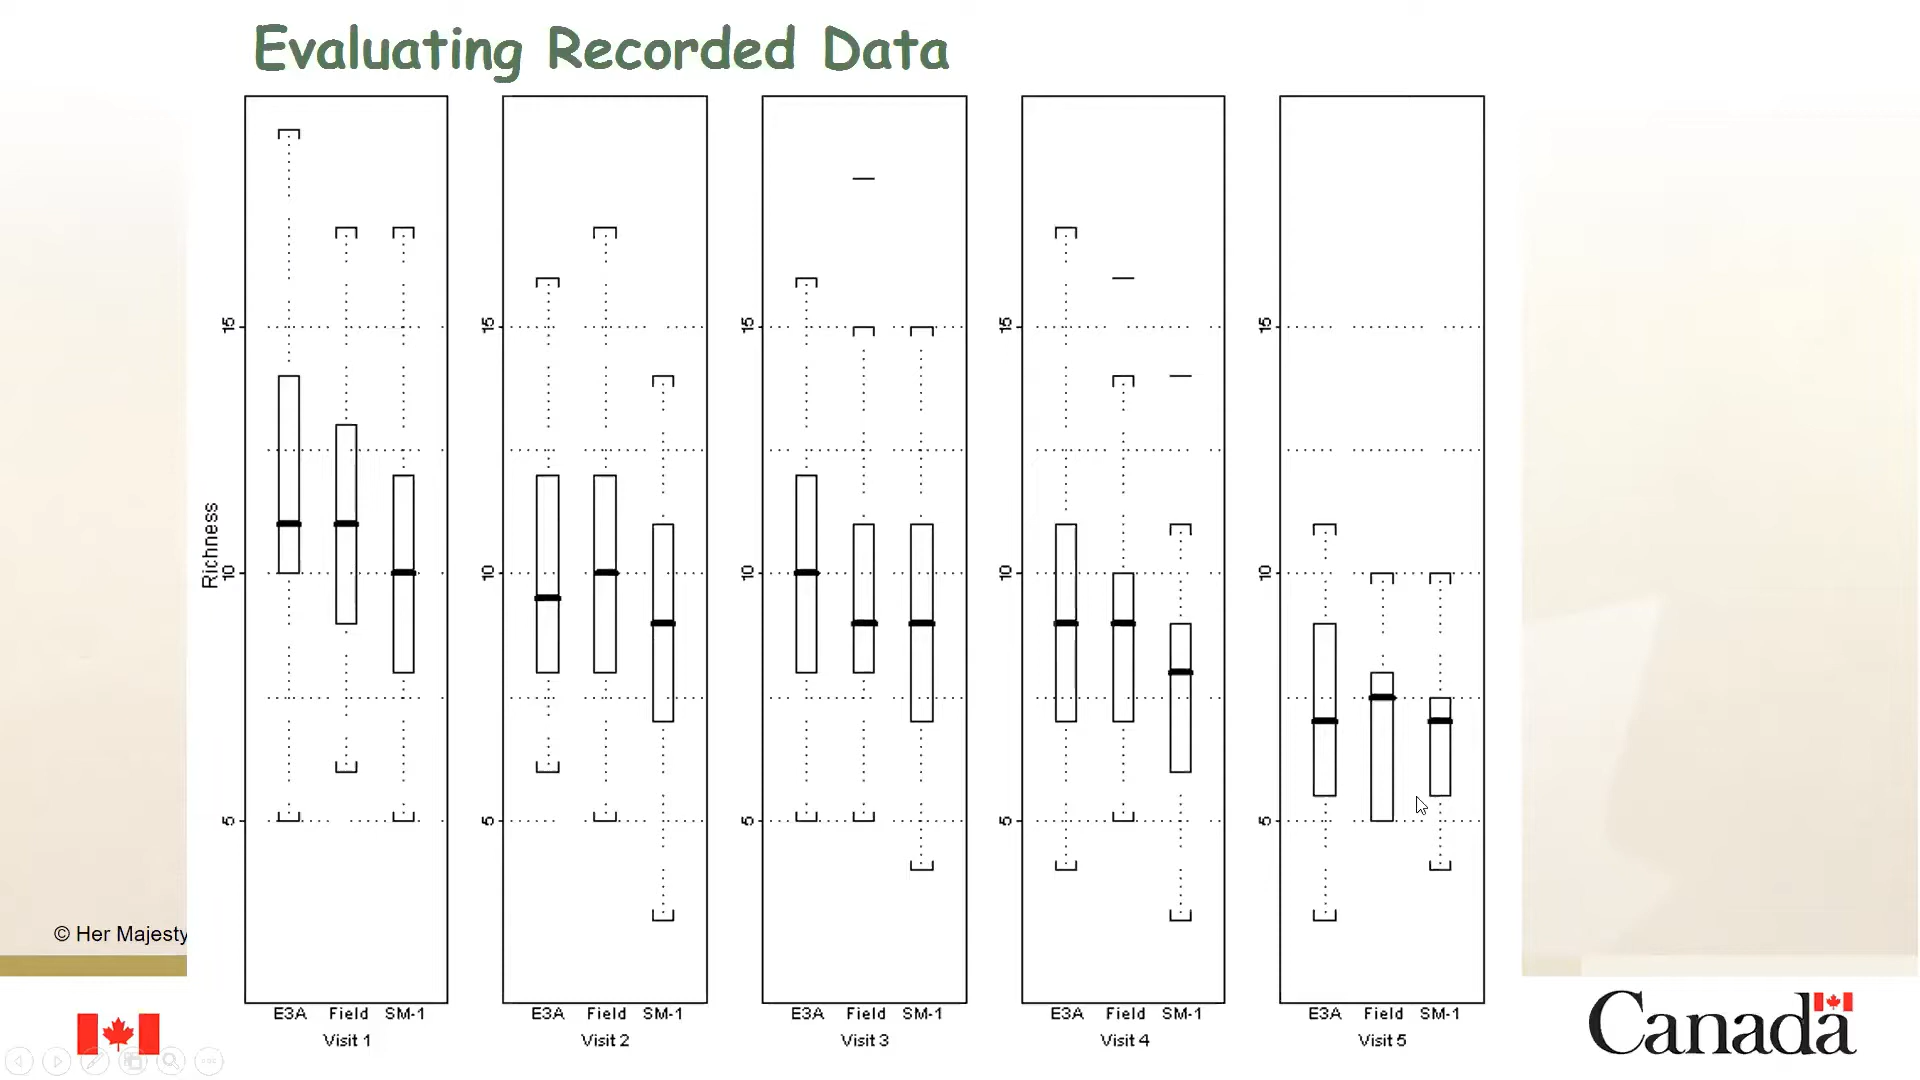 Evaluating Recorded Data
Richness
15
10
5
15
10
5
15
10
5
15
10
5
15
10
5
E3A Field SM-1
Visit 1
E3A Field SM-1
Visit 2
E3A Field SM-1
Visit 3
E3A Field SM-1
Visit 4
E3A Field SM-1
Visit 5
© Her Majesty
Canada